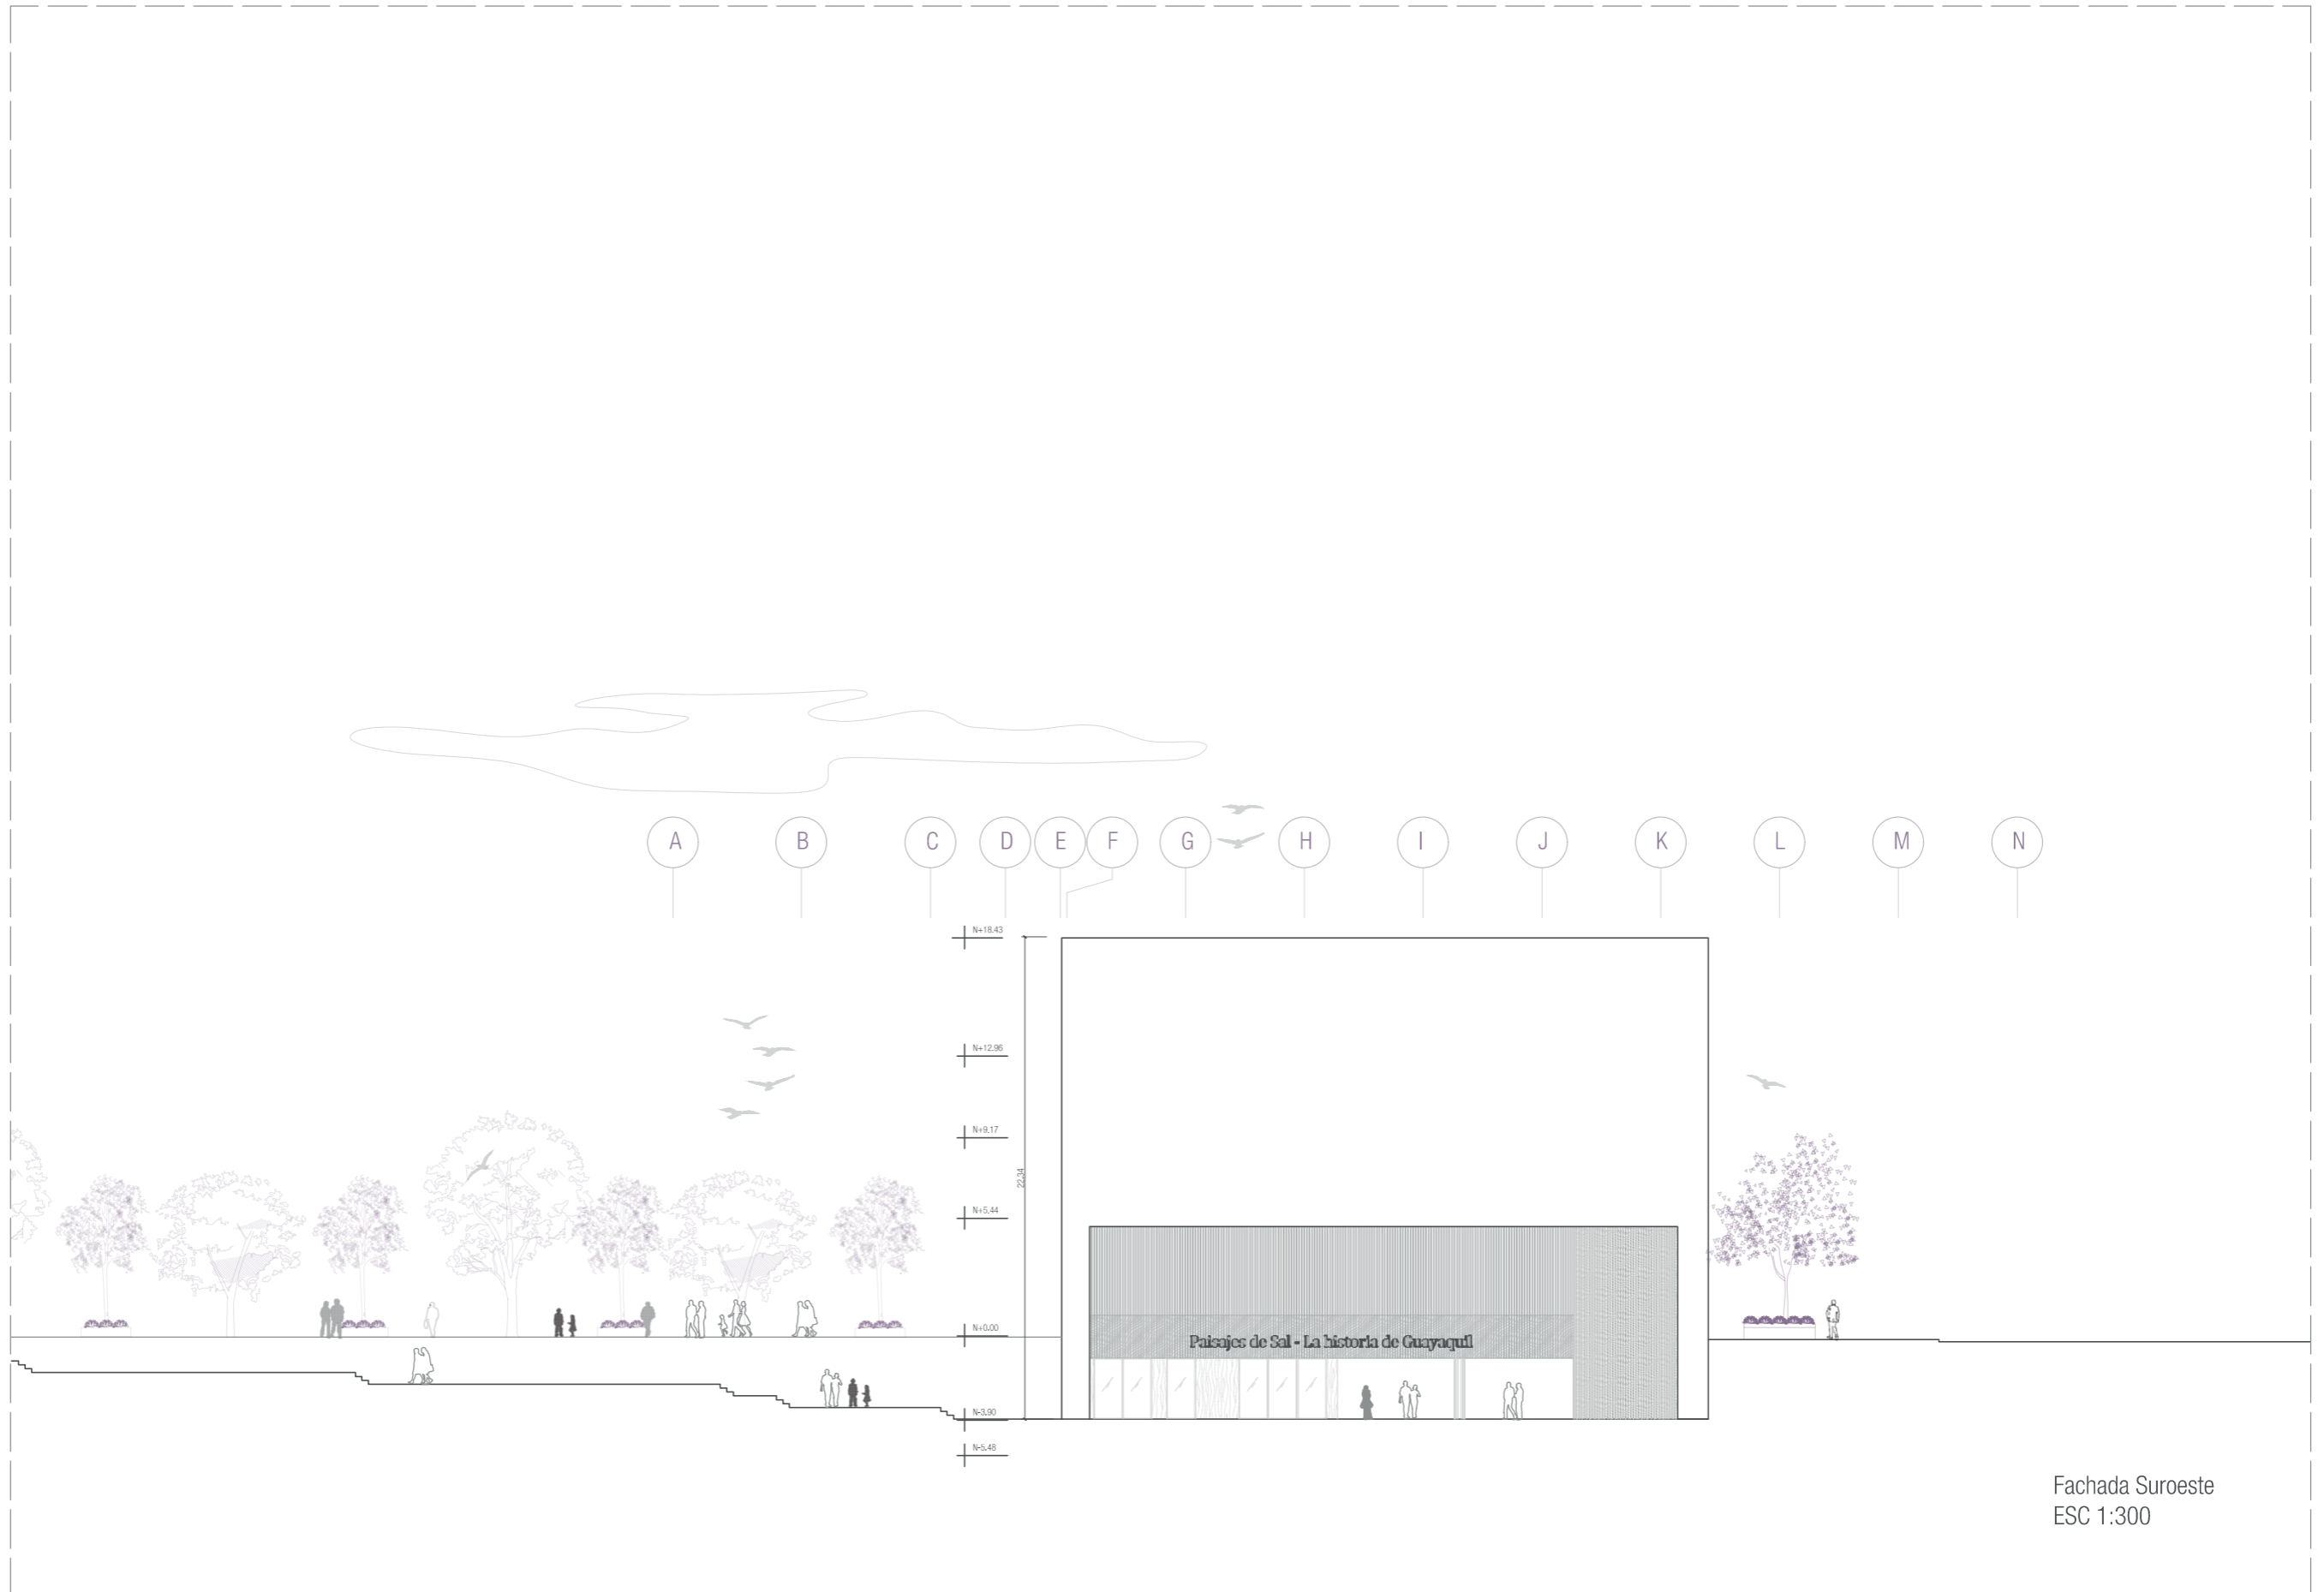 A B C D E F G H I J K L M N
N+18.43
N+12.96
N+9.17
22.34
N+5.44
N+0.00
Paisajes de Sal - La historia de Guayaquil
N-3.90
N-5.48
Fachada Suroeste
ESC 1:300